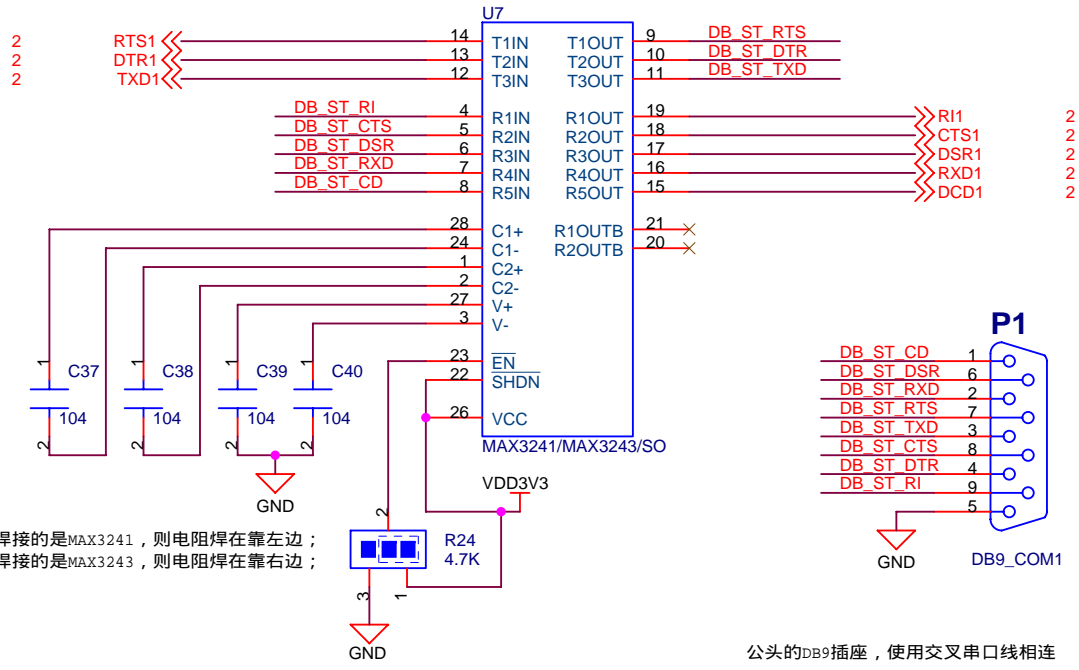 U7
2 RTS1 14 T1IN T1OUT 9 DB_ST_RTS
2 DTR1 13 T2IN T2OUT 10 DB_ST_DTR
2 TXD1 12 T3IN T3OUT 11 DB_ST_TXD
DB_ST_RI 4 R1IN R1OUT 19 RI1 2
DB_ST_CTS 5 R2IN R2OUT 18 CTS1 2
DB_ST_DSR 6 R3IN R3OUT 17 DSR1 2
DB_ST_RXD 7 R4IN R4OUT 16 RXD1 2
DB_ST_CD 8 R5IN R5OUT 15 DCD1 2
28 C1+ R1OUTB 21
24 C1- R2OUTB 20
1 C2+
2 C2-
27 V+
3 V-
23 EN
22 SHDN
26 VCC
MAX3241/MAX3243/SO
1 C37 104 2
1 C38 104 2
1 C39 104 2
1 C40 104 2
GND
VDD3V3
焊接的是MAX3241，则电阻焊在靠左边；
焊接的是MAX3243，则电阻焊在靠右边；
2
R24
4.7K
3 1
GND
P1
DB_ST_CD 1
DB_ST_DSR 6
DB_ST_RXD 2
DB_ST_RTS 7
DB_ST_TXD 3
DB_ST_CTS 8
DB_ST_DTR 4
DB_ST_RI 9
5
GND
DB9_COM1
公头的DB9插座，使用交叉串口线相连